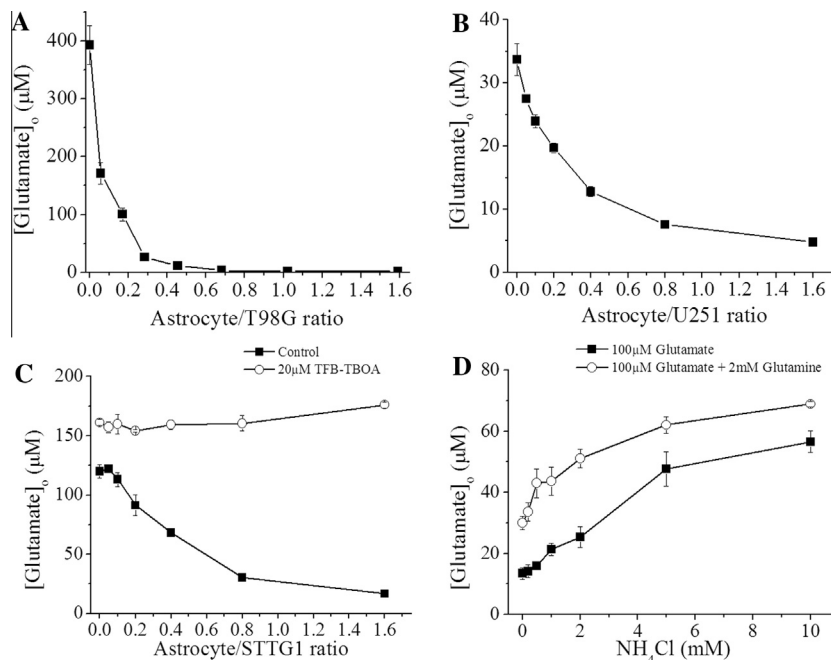 A
[Glutamate]o (μM)
400
300
200
100
0
0.0 0.2 0.4 0.6 0.8 1.0 1.2 1.4 1.6
Astrocyte/T98G ratio
B
[Glutamate]o (μM)
40
30
20
10
0
0.0 0.2 0.4 0.6 0.8 1.0 1.2 1.4 1.6
Astrocyte/U251 ratio
C
Control
20μM TFB-TBOA
[Glutamate]o (μM)
200
150
100
50
0
0.0 0.2 0.4 0.6 0.8 1.0 1.2 1.4 1.6
Astrocyte/STTG1 ratio
D
100μM Glutamate
100μM Glutamate + 2mM Glutamine
[Glutamate]o (μM)
80
60
40
20
0
0 2 4 6 8 10
NH4Cl (mM)